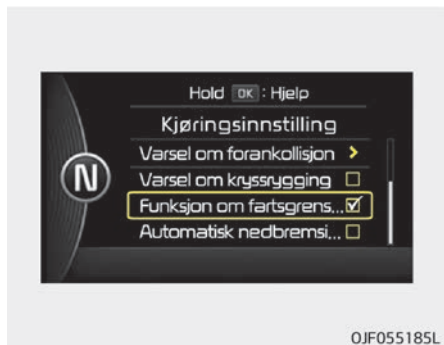 Hold OK : Hjelp
Kjøringsinnstilling
Varsel om forankollisjon >
N
Varsel om kryssrygging
Funksjon om fartsgrens...
Automatisk nedbremsi...
OJF055185L